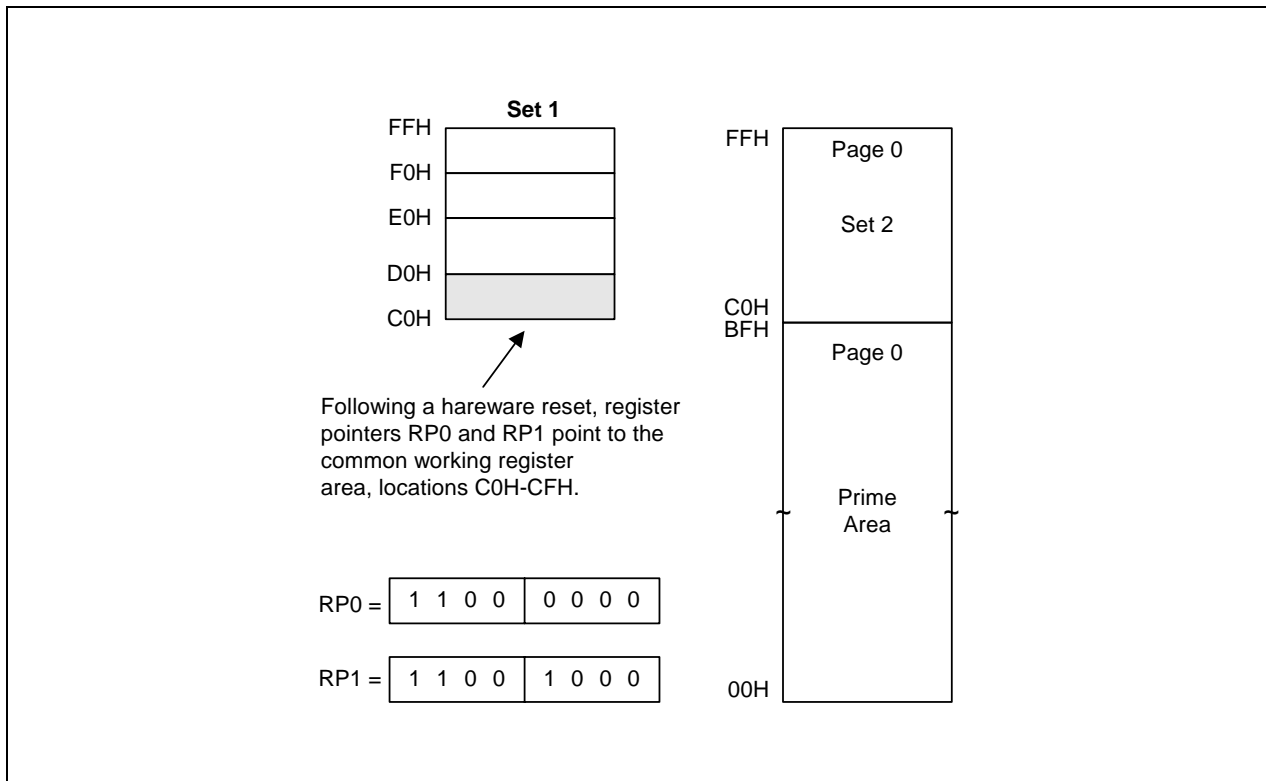 Set 1
FFH
F0H
E0H
D0H
C0H
Following a hareware reset, register
pointers RP0 and RP1 point to the
common working register
area, locations C0H-CFH.
RP0 = 1 1 0 0 0 0 0 0
RP1 = 1 1 0 0 1 0 0 0
FFH
Page 0
Set 2
C0H
BFH
Page 0
Prime
Area
~ ~
00H